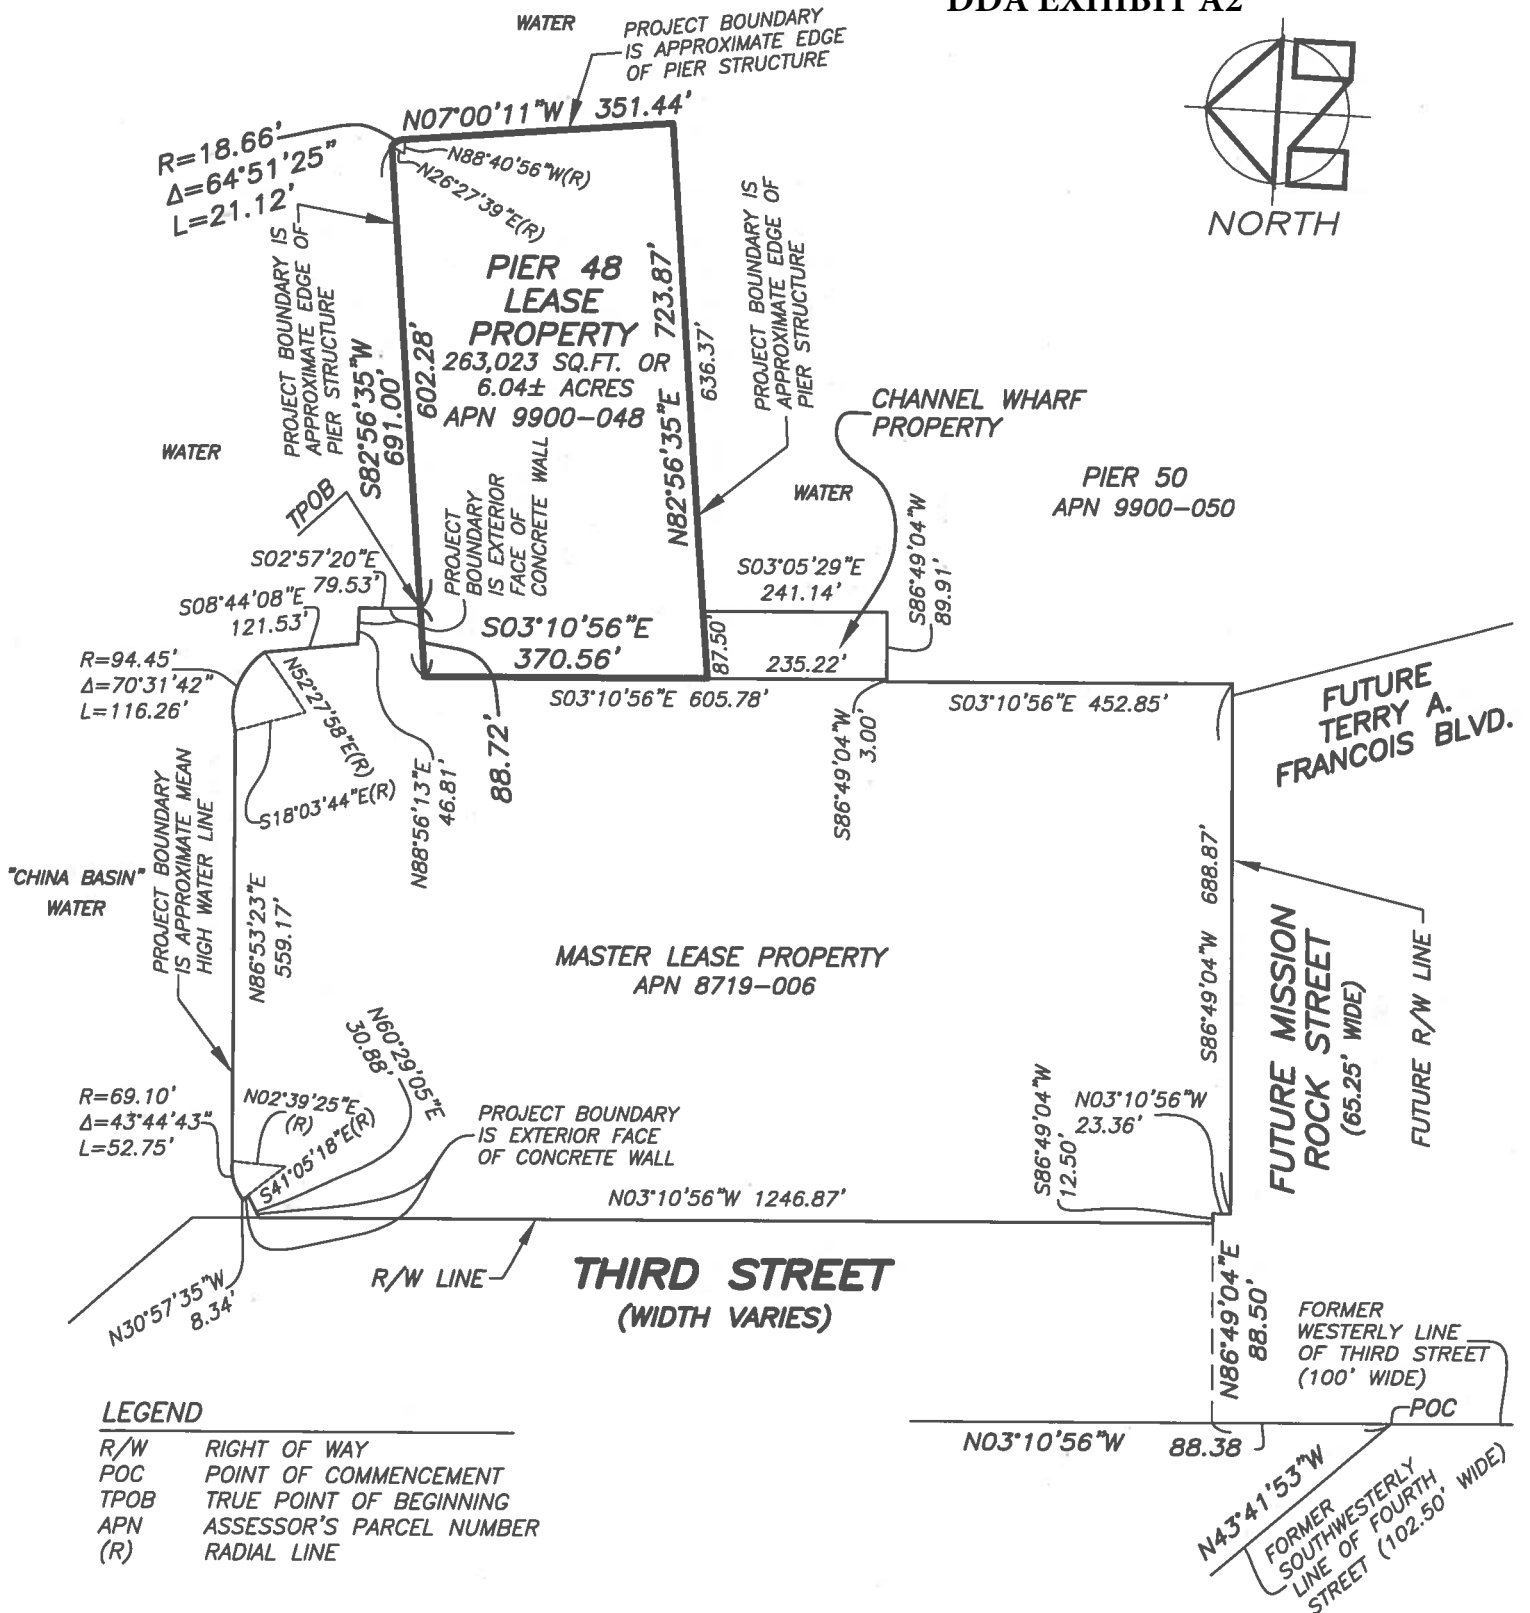 DDA EXHIBIT A2
WATER
PROJECT BOUNDARY
IS APPROXIMATE EDGE
OF PIER STRUCTURE
NORTH
N07°00'11"W 351.44'
R=18.66'
Δ=64°51'25"
L=21.12'
N88°40'56"W(R)
N26°27'39"E(R)
PROJECT BOUNDARY IS
APPROXIMATE EDGE OF
PIER STRUCTURE
S82°56'35"W
691.00'
602.28'
PIER 48
LEASE
PROPERTY
263,023 SQ.FT. OR
6.04± ACRES
APN 9900-048
N82°56'35"E 723.87'
636.37'
PROJECT BOUNDARY IS
APPROXIMATE EDGE OF
PIER STRUCTURE
CHANNEL WHARF
PROPERTY
WATER
WATER
PIER 50
APN 9900-050
TPOB
PROJECT
BOUNDARY
IS EXTERIOR
FACE OF
CONCRETE WALL
S02°57'20"E
79.53'
S08°44'08"E
121.53'
S03°05'29"E
241.14'
S86°49'04"W
89.91'
S03°10'56"E
370.56'
87.50'
235.22'
R=94.45'
Δ=70°31'42"
L=116.26'
N52°27'58"E(R)
S18°03'44"E(R)
S03°10'56"E 605.78'
S03°10'56"E 452.85'
N88°56'13"E
46.81'
88.72'
S86°49'04"W
3.00'
FUTURE
TERRY A.
FRANCOIS BLVD.
PROJECT BOUNDARY
IS APPROXIMATE MEAN
HIGH WATER LINE
"CHINA BASIN"
WATER
N86°53'23"E
559.17'
MASTER LEASE PROPERTY
APN 8719-006
S86°49'04"W 688.87'
FUTURE MISSION
ROCK STREET
(65.25' WIDE)
FUTURE R/W LINE
R=69.10'
Δ=43°44'43"
L=52.75'
N02°39'25"E
(R)
S41°05'18"E(R)
N60°29'05"E
30.88'
PROJECT BOUNDARY
IS EXTERIOR FACE
OF CONCRETE WALL
S86°49'04"W
12.50'
N03°10'56"W
23.36'
N03°10'56"W 1246.87'
N30°57'35"W
8.34'
R/W LINE
THIRD STREET
(WIDTH VARIES)
N86°49'04"E
88.50'
FORMER
WESTERLY LINE
OF THIRD STREET
(100' WIDE)
POC
N03°10'56"W 88.38
N43°41'53"W
FORMER
SOUTHWESTERLY
LINE OF FOURTH
STREET (102.50' WIDE)
LEGEND
R/W RIGHT OF WAY
POC POINT OF COMMENCEMENT
TPOB TRUE POINT OF BEGINNING
APN ASSESSOR'S PARCEL NUMBER
(R) RADIAL LINE